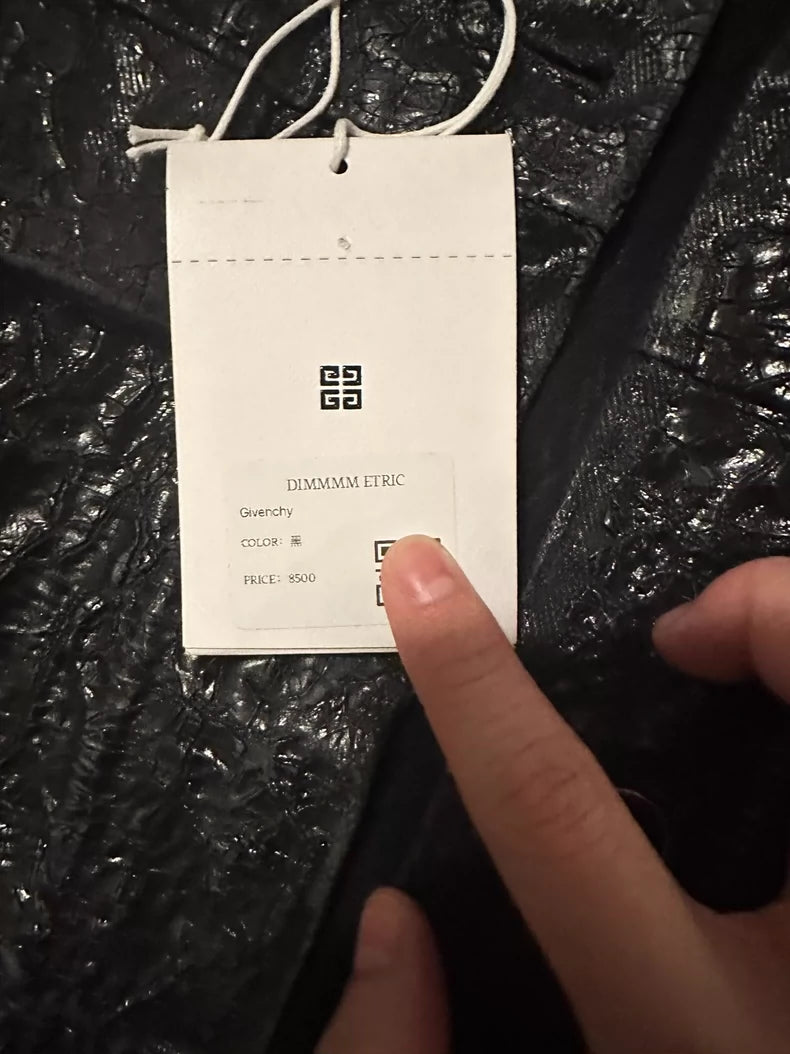 DIMMMM ETRIC
Givenchy
COLOR: 黑
PRICE: 8500